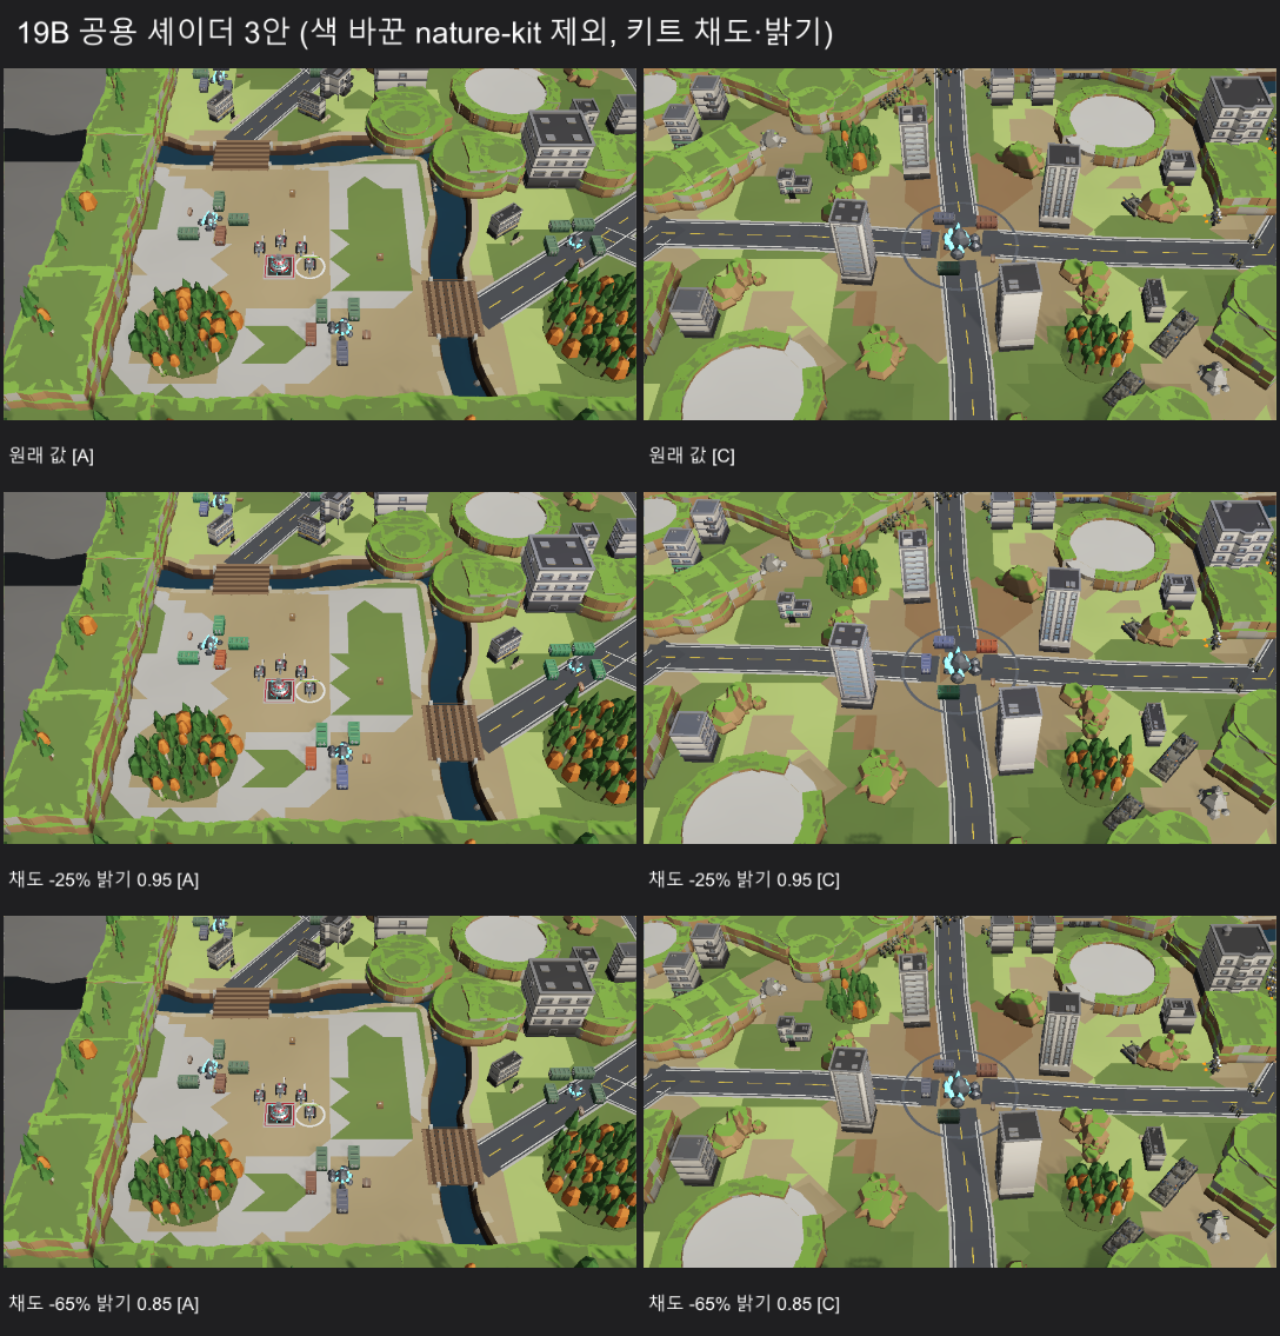 19B 공용 셰이더 3안 (색 바꾼 nature-kit 제외, 키트 채도·밝기)
원래 값 [A]
원래 값 [C]
채도 -25% 밝기 0.95 [A]
채도 -25% 밝기 0.95 [C]
채도 -65% 밝기 0.85 [A]
채도 -65% 밝기 0.85 [C]